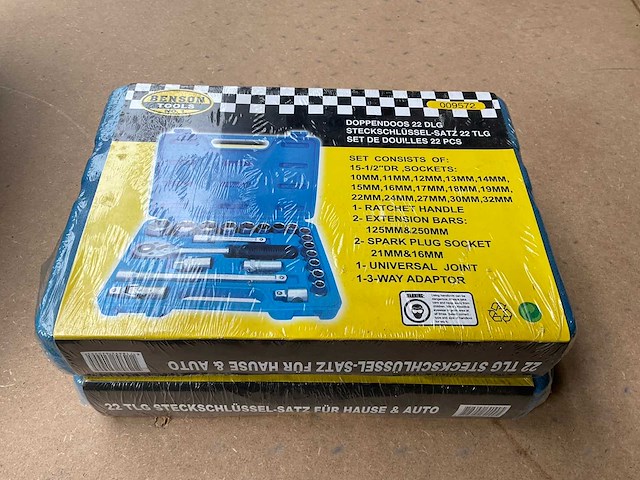 BENSON
TOOLS
009572
DOPPENDOOS 22 DLG
STECKSCHLÜSSEL-SATZ 22 TLG
SET DE DOUILLES 22 PCS
SET CONSISTS OF:
15-1/2"DR ,SOCKETS:
10MM,11MM,12MM,13MM,14MM,
15MM,16MM,17MM,18MM,19MM,
22MM,24MM,27MM,30MM,32MM
1- RATCHET HANDLE
2- EXTENSION BARS:
125MM&250MM
2- SPARK PLUG SOCKET
21MM&16MM
1- UNIVERSAL JOINT
1-3-WAY ADAPTOR
WARNING
22 TLG STECKSCHLÜSSEL-SATZ FÜR HAUSE & AUTO
22 TLG STECKSCHLÜSSEL-SATZ FÜR HAUSE & AUTO